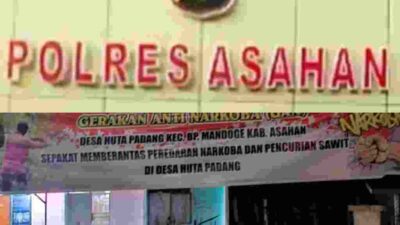 POLRES ASAHAN
GERAKAN ANTI NARKOBA
DESA HUTA PADANG KEC. BP. MANDOGE KAB. ASAHAN
SEPAKAT MEMBERANTAS PEREDARAN NARKOBA DAN PENCURIAN SAWIT
DI DESA HUTA PADANG